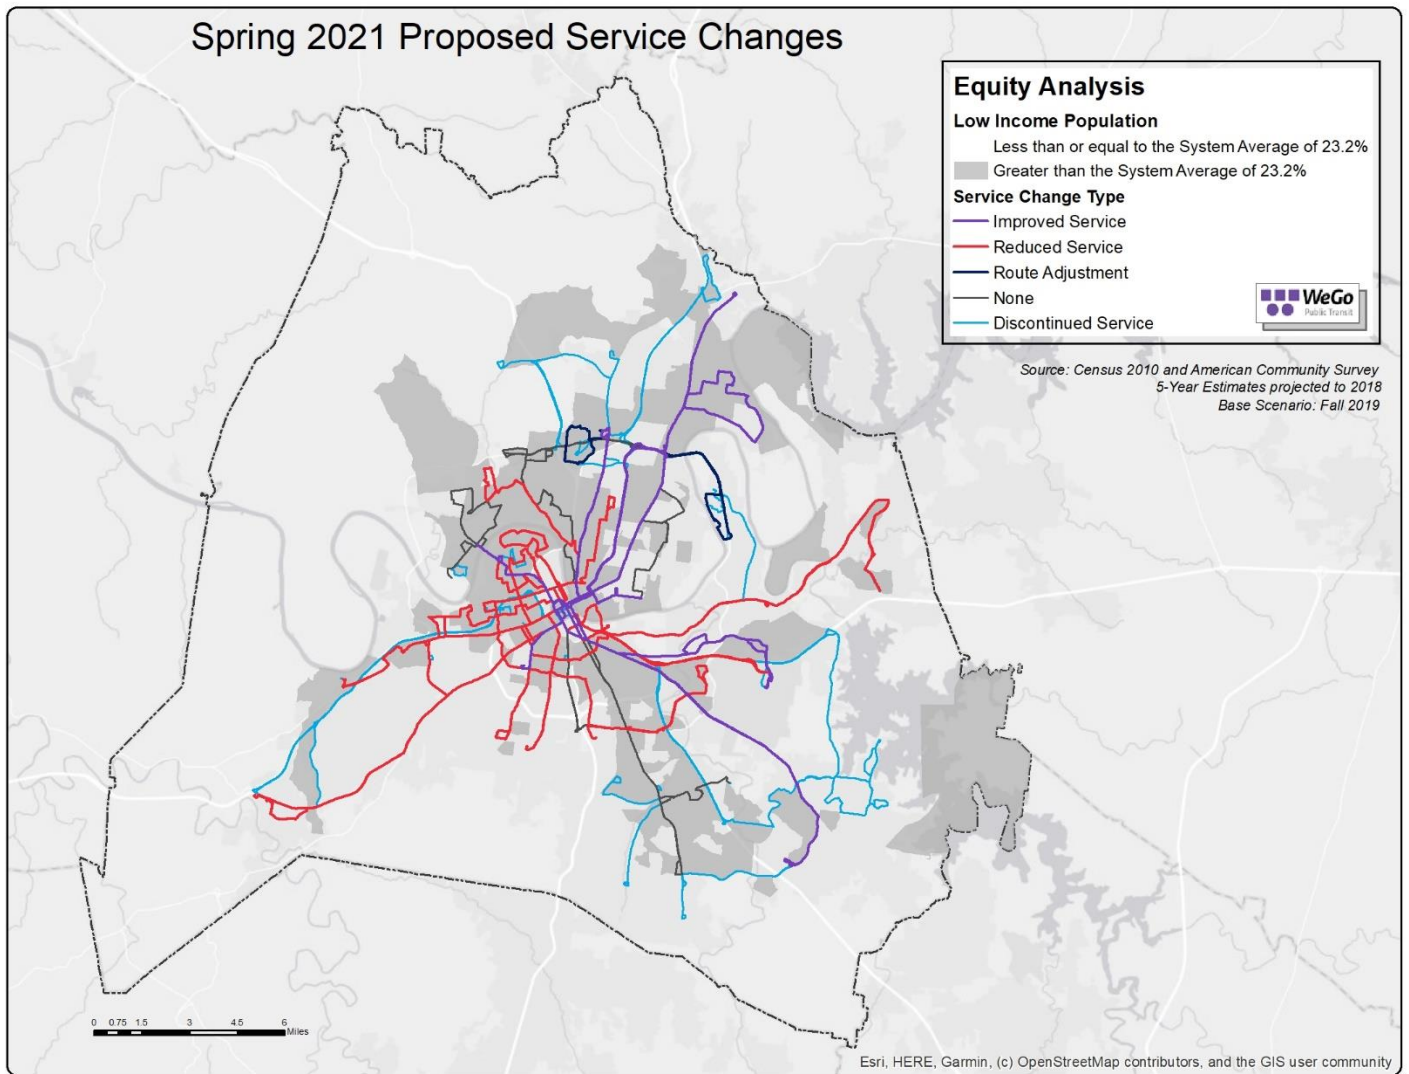 Spring 2021 Proposed Service Changes
Equity Analysis
Low Income Population
Less than or equal to the System Average of 23.2%
Greater than the System Average of 23.2%
Service Change Type
Improved Service
Reduced Service
Route Adjustment
None
Discontinued Service
WeGo
Public Transit
Source: Census 2010 and American Community Survey
5-Year Estimates projected to 2018
Base Scenario: Fall 2019
0 0.75 1.5 3 4.5 6
Miles
Esri, HERE, Garmin, (c) OpenStreetMap contributors, and the GIS user community